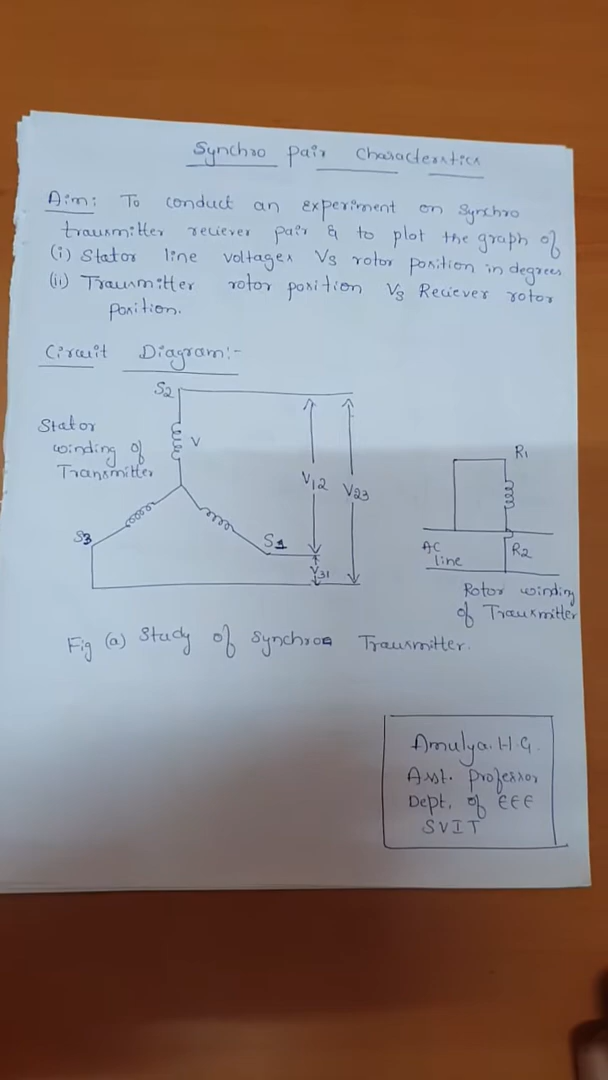 Synchro pair characterstics
Aim: To conduct an experiment on Synchro
transmitter reciever pair & to plot the graph of
(i) Stator line voltages Vs rotor position in degrees
(ii) Transmitter rotor position Vs Reciever rotor
position.
Circuit Diagram:-
S2
Stator
winding of
Transmitter
V
V12
V23
S3
S1
V31
R1
R2
AC
line
Rotor winding
of Transmitter
Fig (a) Study of Synchro Transmitter.
Amulya. H. G.
Asst. Professor
Dept. of EEE
SVIT